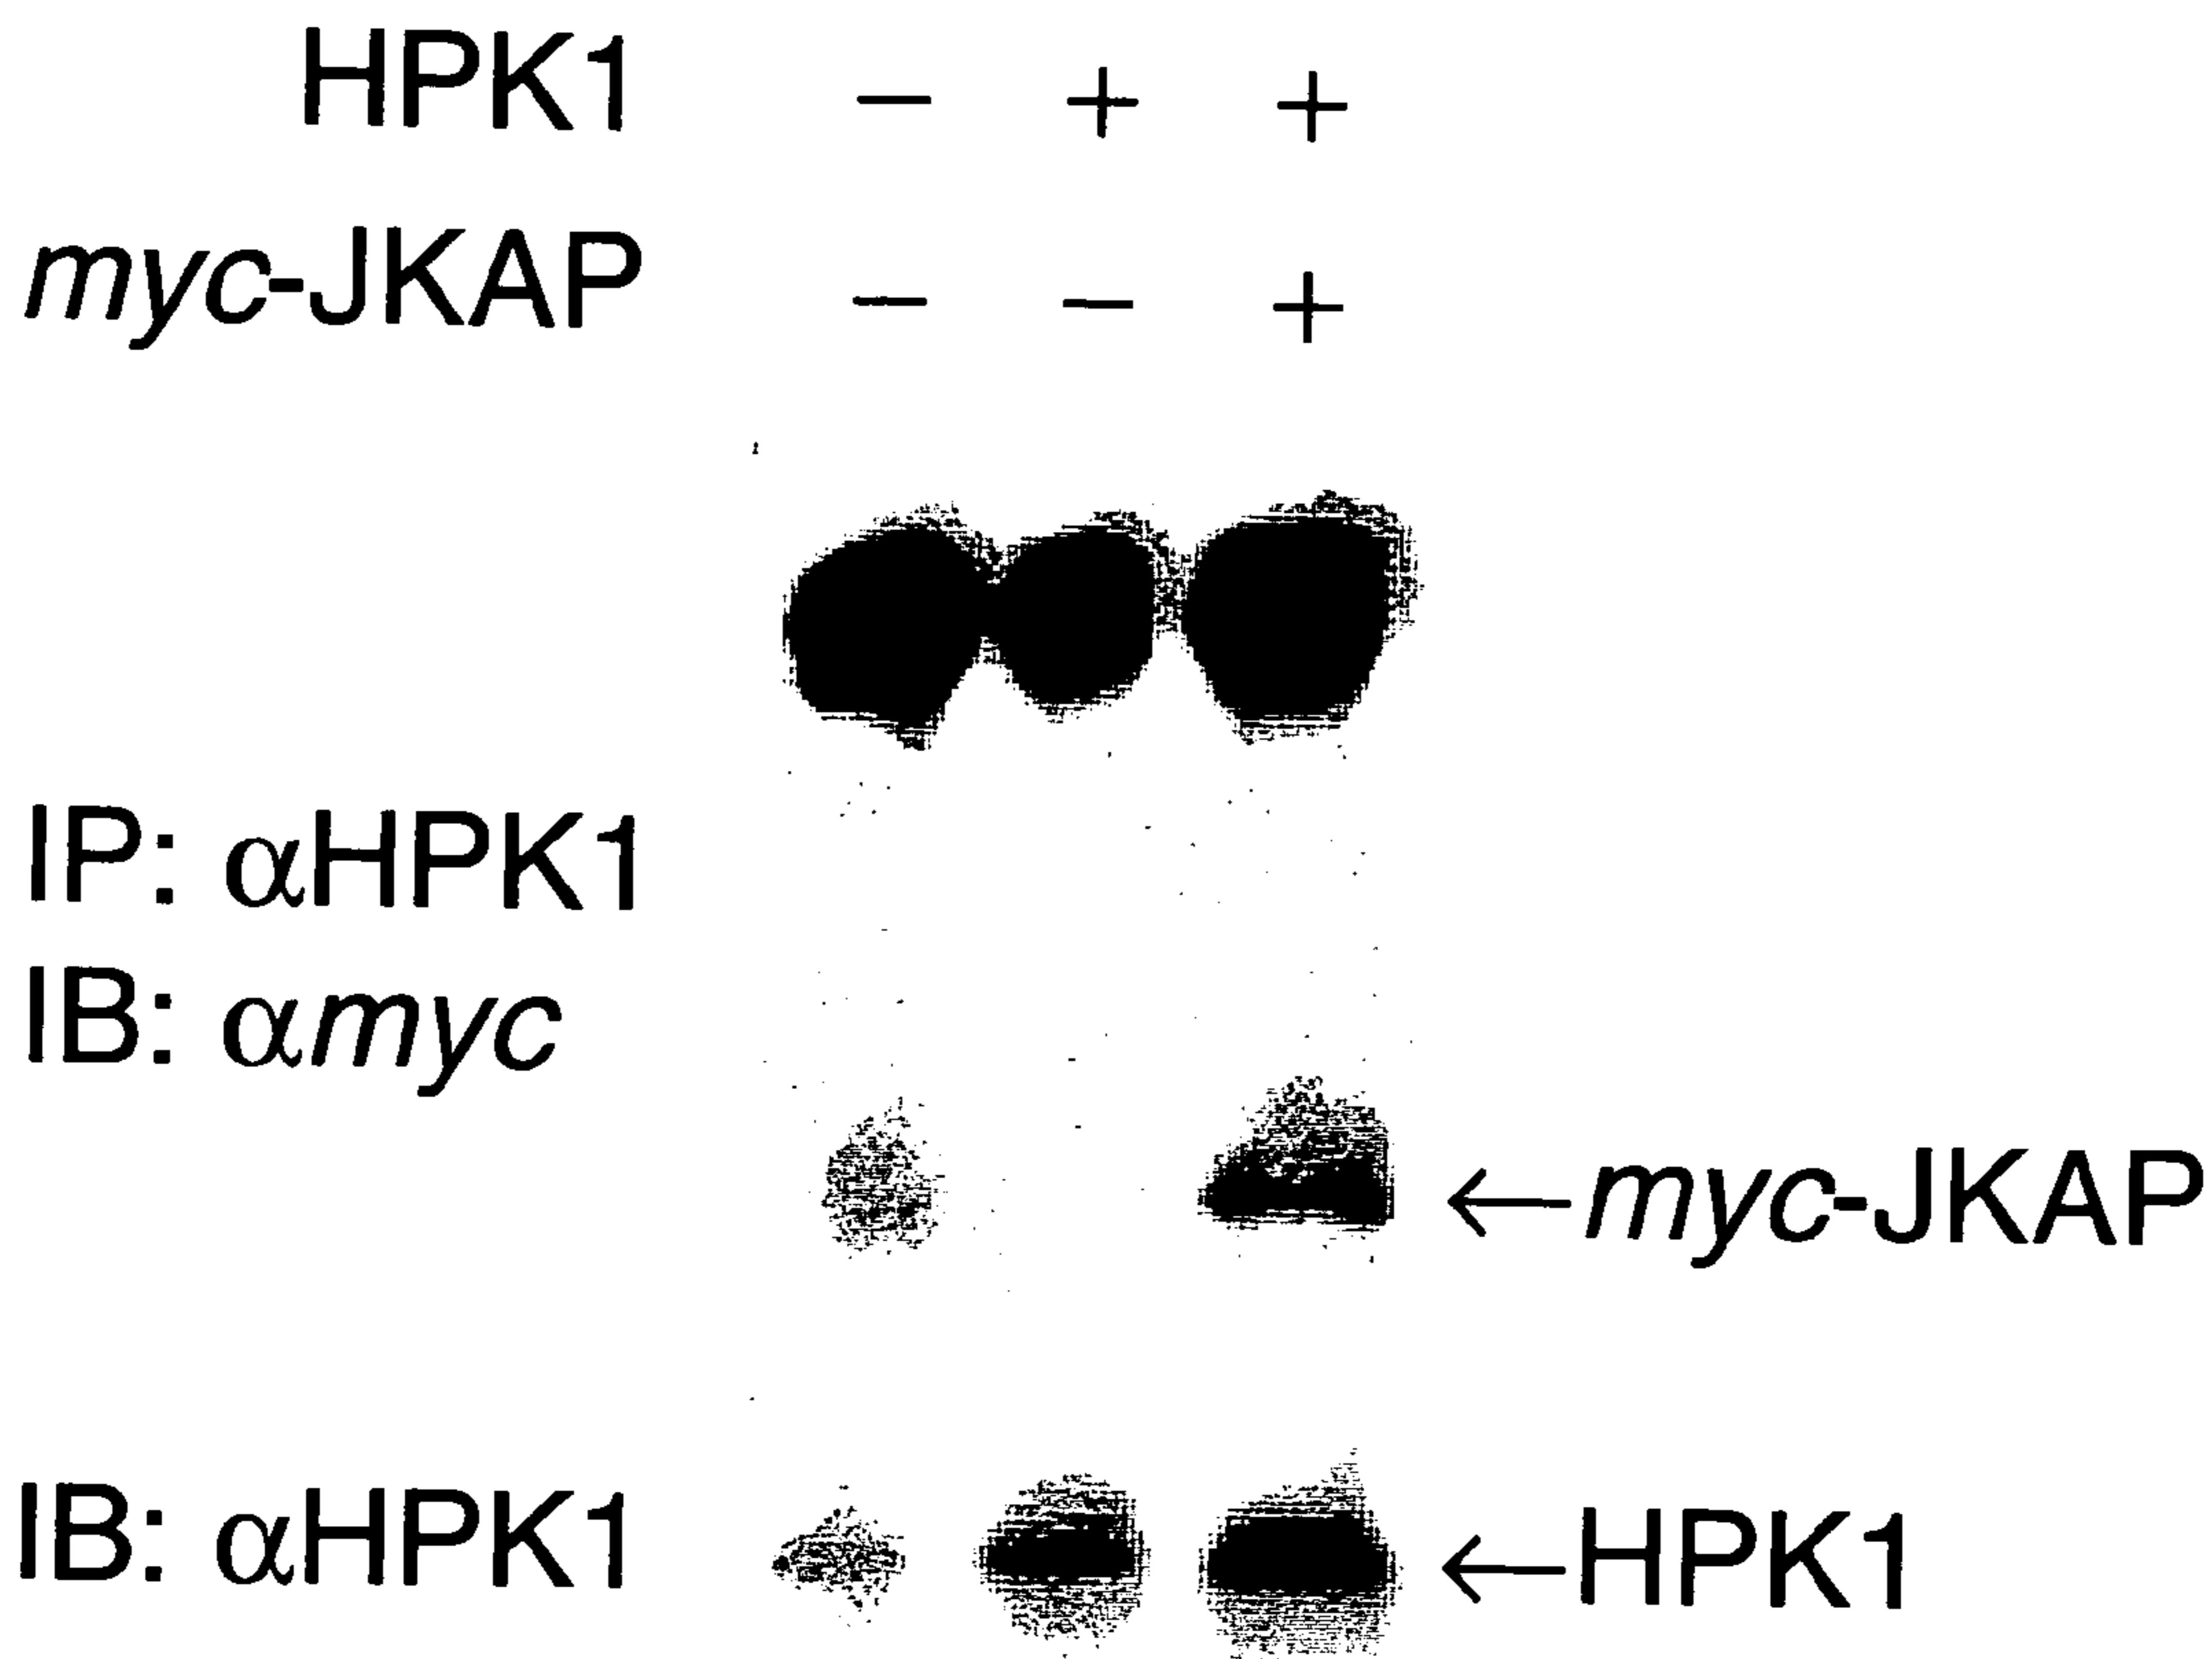 HPK1 − + +
myc-JKAP − − +
IP: αHPK1
IB: αmyc
←myc-JKAP
IB: αHPK1 ←HPK1